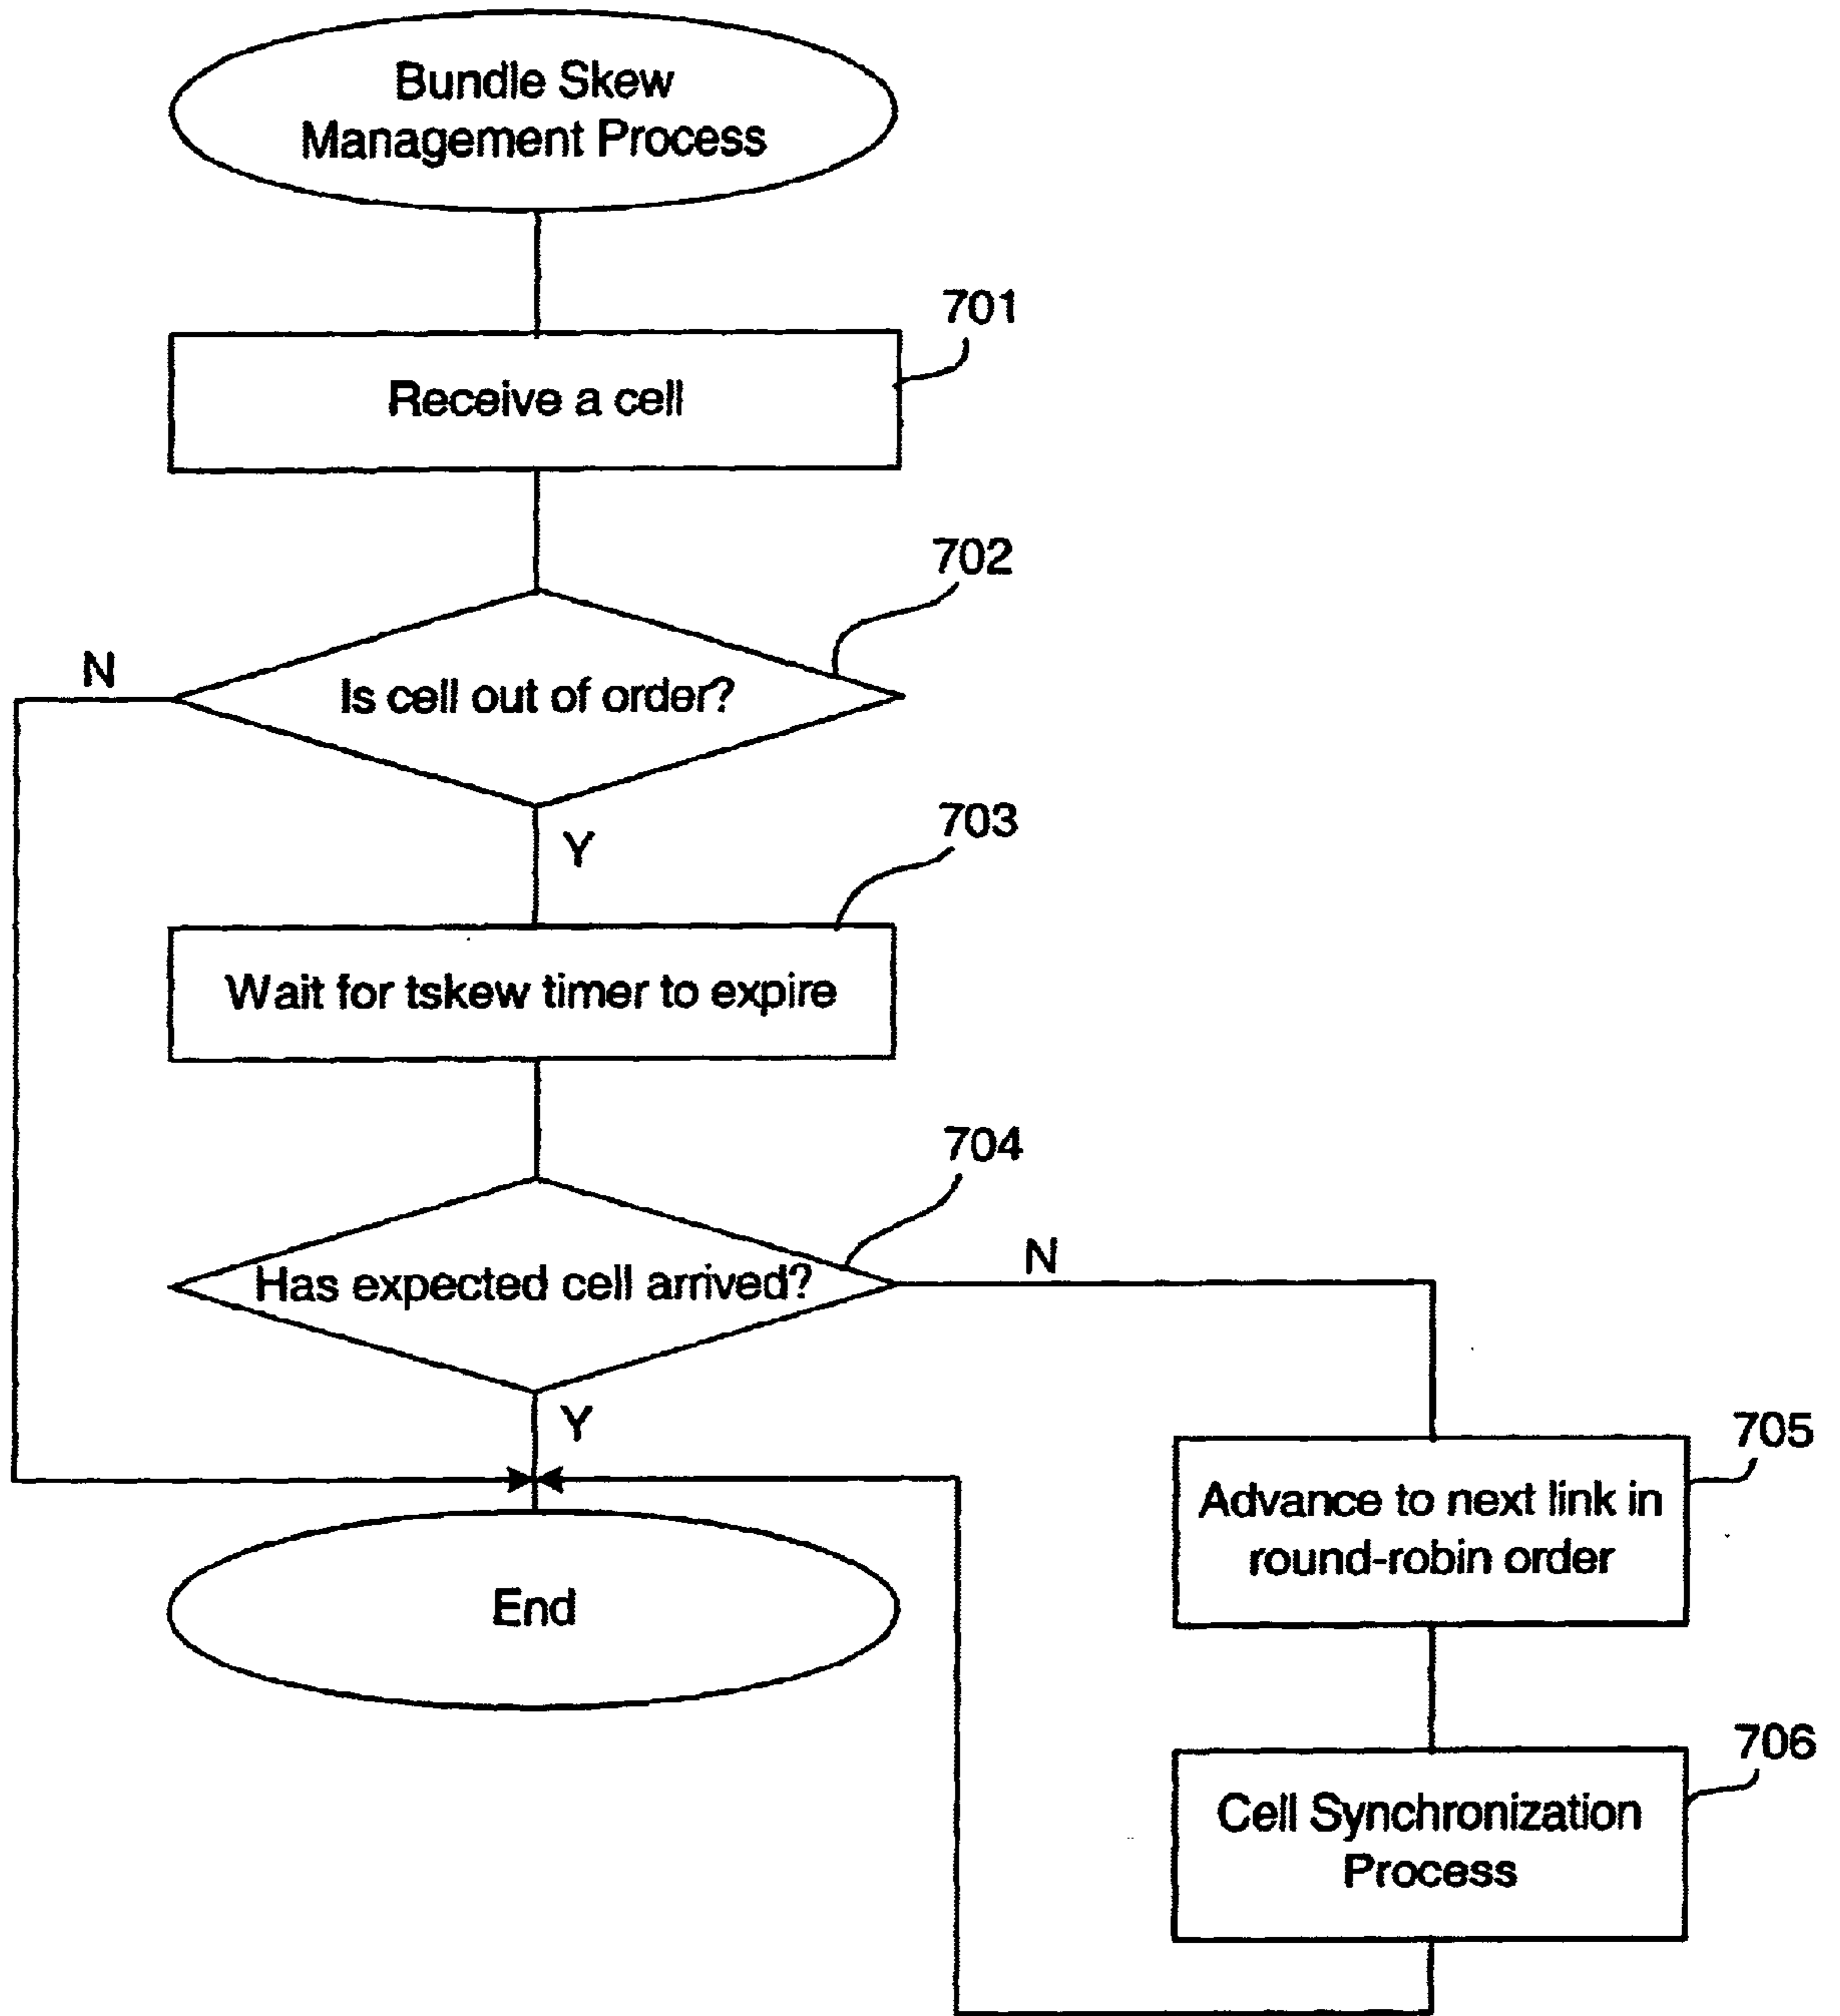 Bundle Skew
Management Process
701
Receive a cell
702
N
Is cell out of order?
Y
703
Wait for tskew timer to expire
704
N
Has expected cell arrived?
Y
705
Advance to next link in
round-robin order
End
706
Cell Synchronization
Process